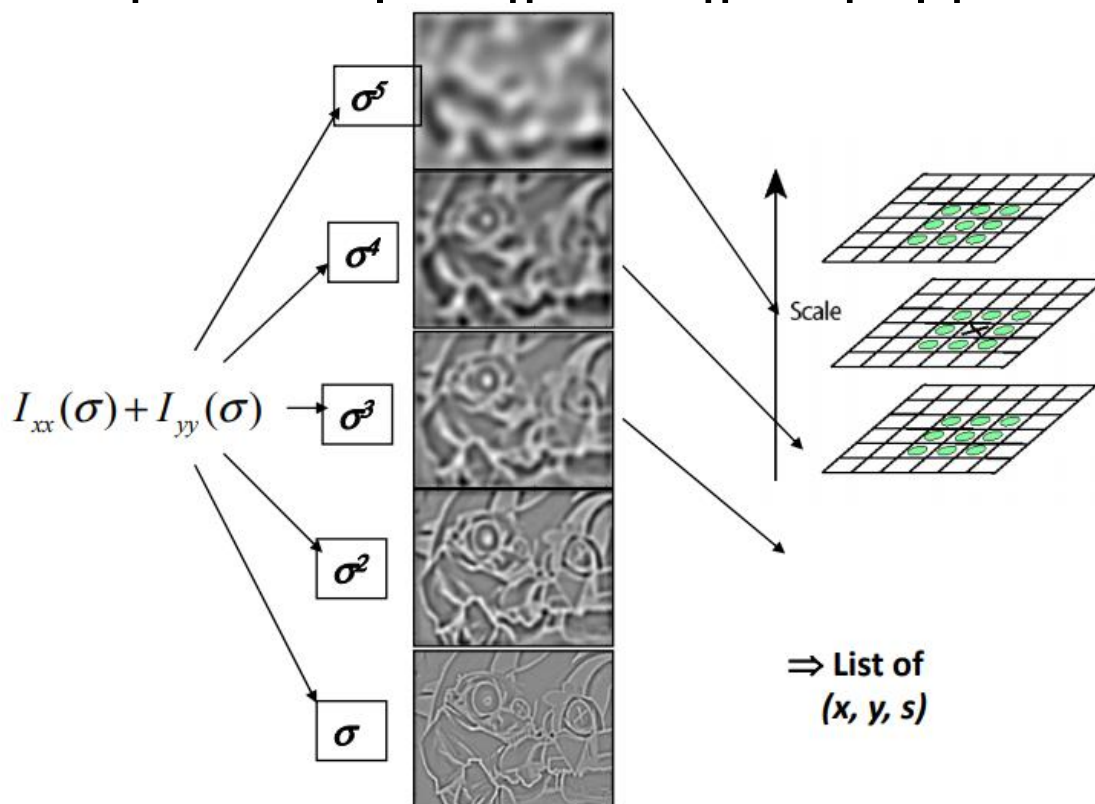 σ⁵
σ⁴
I_xx(σ) + I_yy(σ)
σ³
σ²
σ
Scale
⇒ List of
(x, y, s)